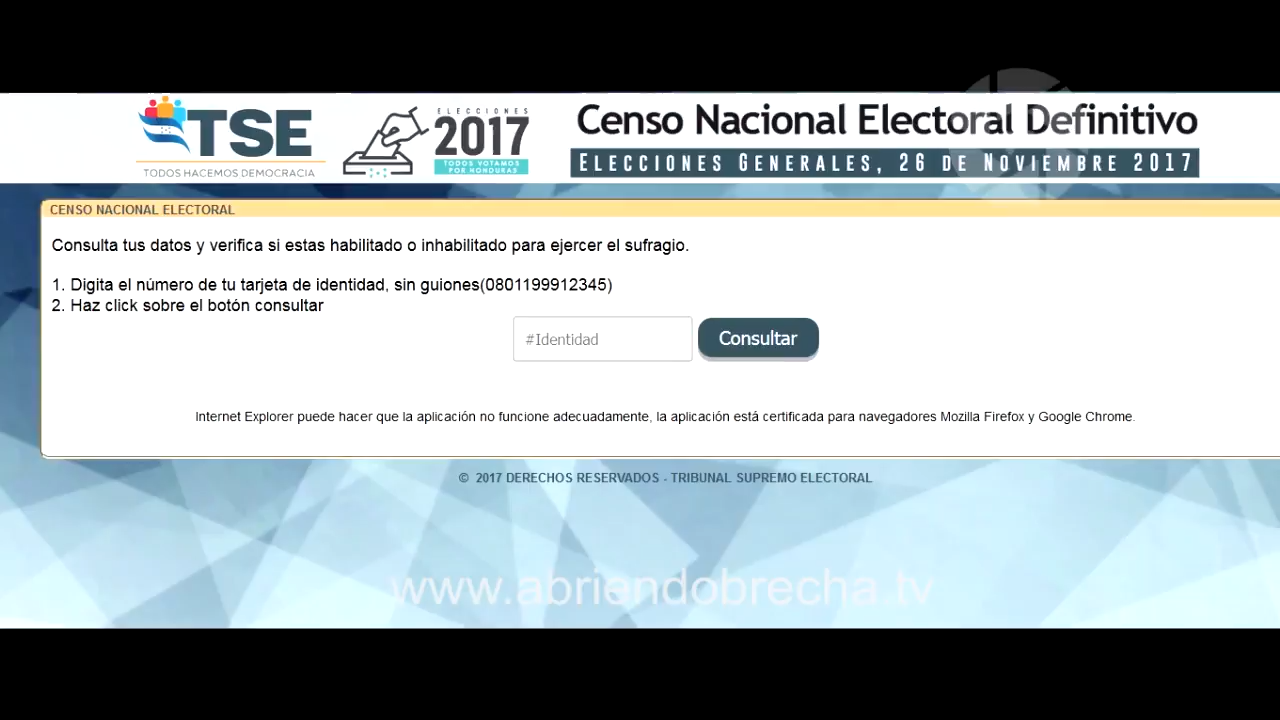 TSE
TODOS HACEMOS DEMOCRACIA
ELECCIONES
2017
TODOS VOTAMOS
POR HONDURAS
Censo Nacional Electoral Definitivo
ELECCIONES GENERALES, 26 DE NOVIEMBRE 2017
CENSO NACIONAL ELECTORAL
Consulta tus datos y verifica si estas habilitado o inhabilitado para ejercer el sufragio.
1. Digita el número de tu tarjeta de identidad, sin guiones(0801199912345)
2. Haz click sobre el botón consultar
#Identidad
Consultar
Internet Explorer puede hacer que la aplicación no funcione adecuadamente, la aplicación está certificada para navegadores Mozilla Firefox y Google Chrome.
© 2017 DERECHOS RESERVADOS - TRIBUNAL SUPREMO ELECTORAL
www.abriendobrecha.tv